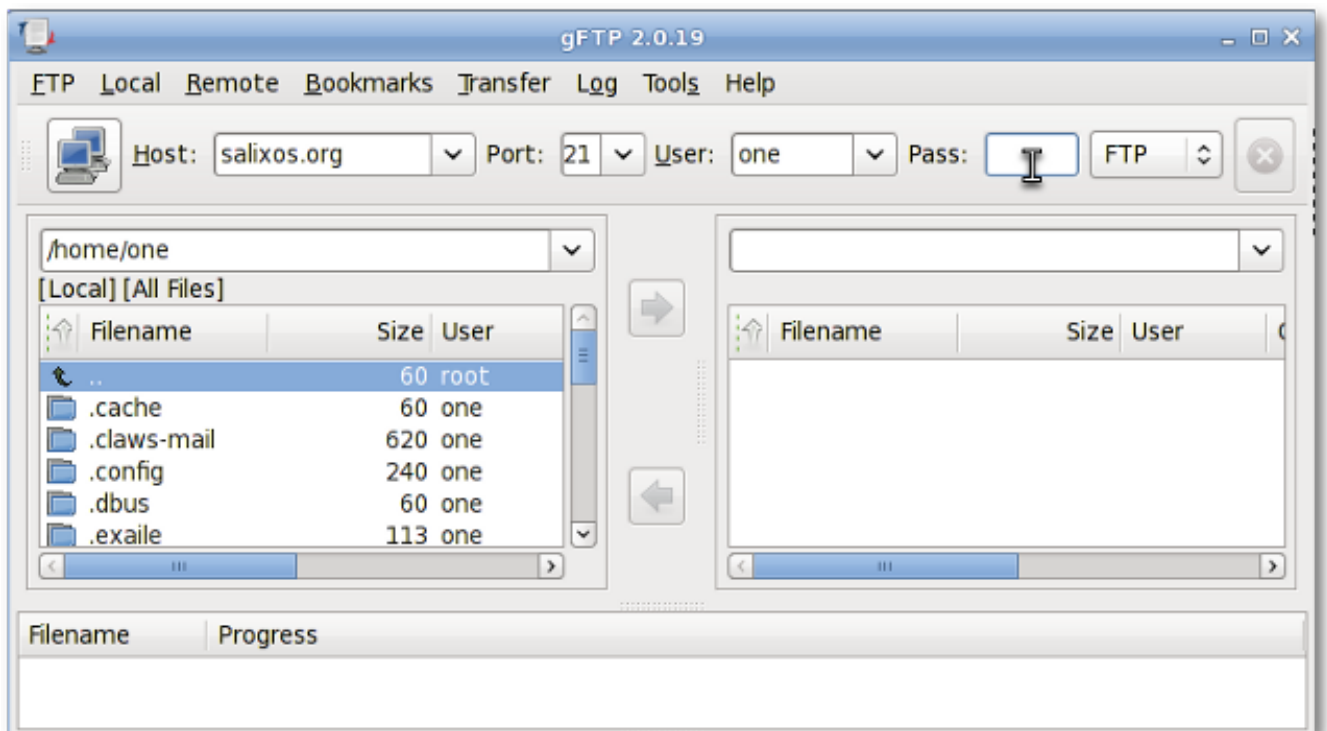 gFTP 2.0.19
FTP Local Remote Bookmarks Transfer Log Tools Help
Host: salixos.org Port: 21 User: one Pass: FTP
/home/one
[Local] [All Files]
Filename Size User
.. 60 root
.cache 60 one
.claws-mail 620 one
.config 240 one
.dbus 60 one
.exaile 113 one
Filename Size User
Filename Progress